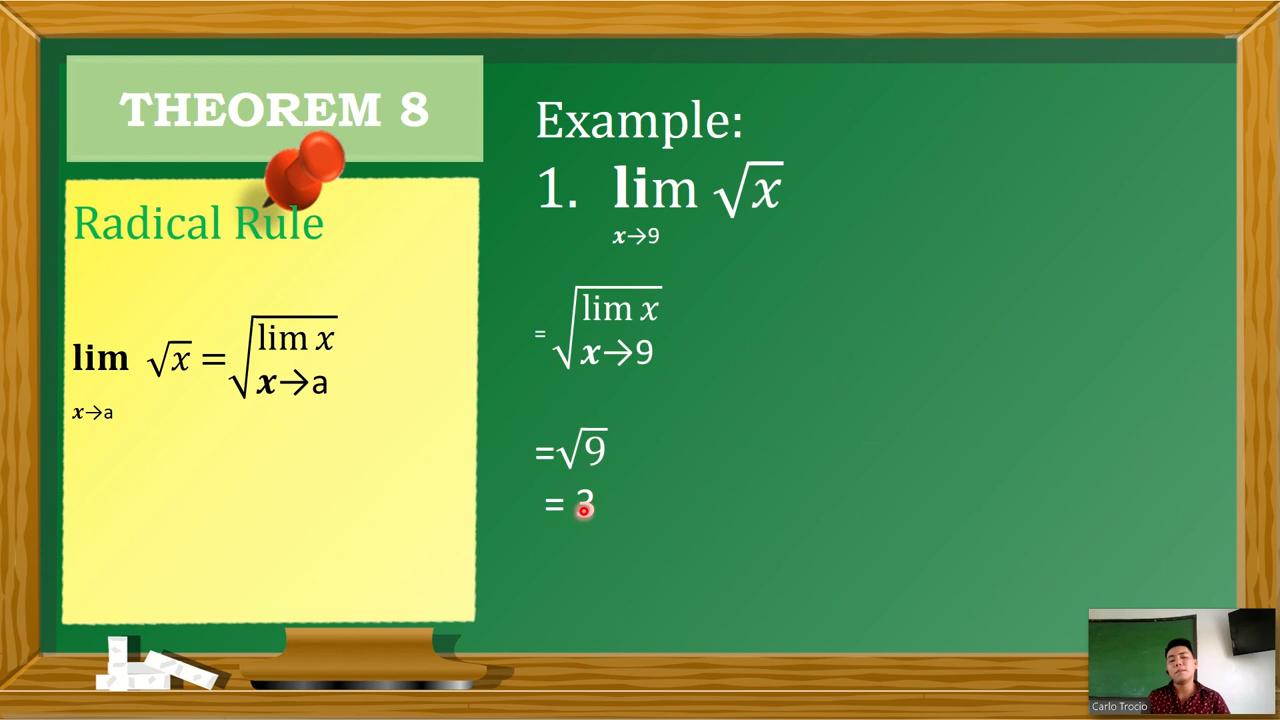 THEOREM 8
Radical Rule
lim √x = √(lim x
x→a)
x→a
Example:
1. lim √x
x→9
= √(lim x
x→9)
=√9
= 3
Carlo Trocio